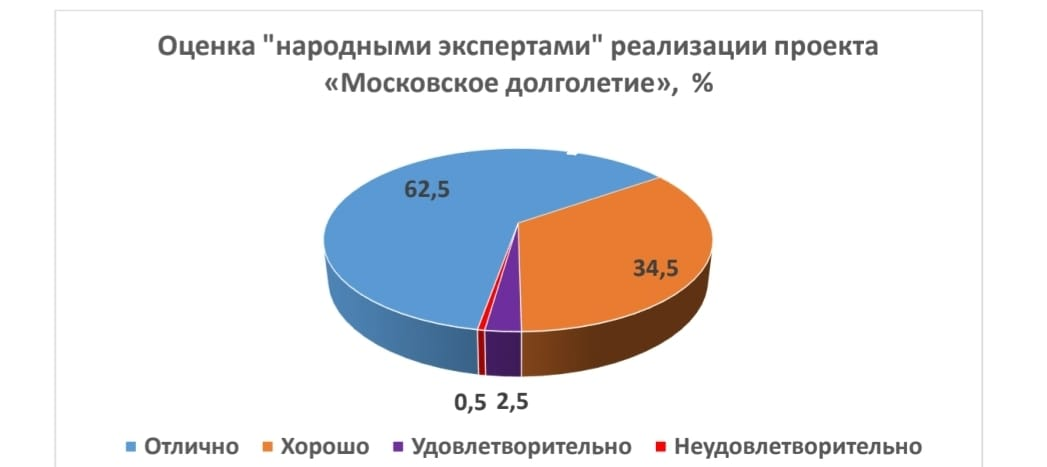 Оценка "народными экспертами" реализации проекта
«Московское долголетие», %
62,5
34,5
0,5 2,5
Отлично Хорошо Удовлетворительно Неудовлетворительно